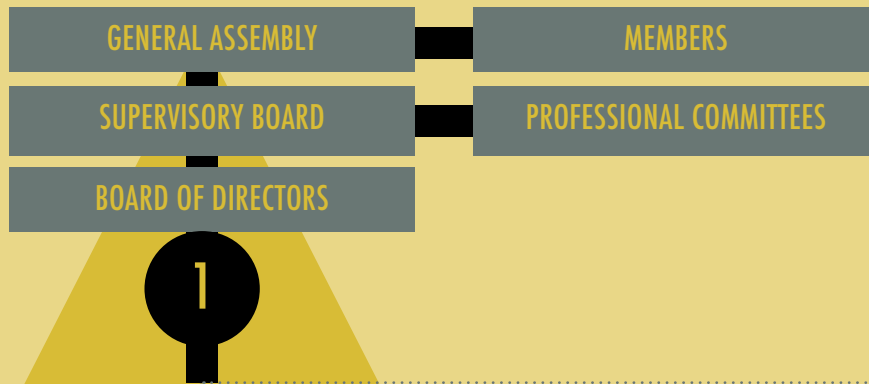 GENERAL ASSEMBLY
MEMBERS
SUPERVISORY BOARD
PROFESSIONAL COMMITTEES
BOARD OF DIRECTORS
1